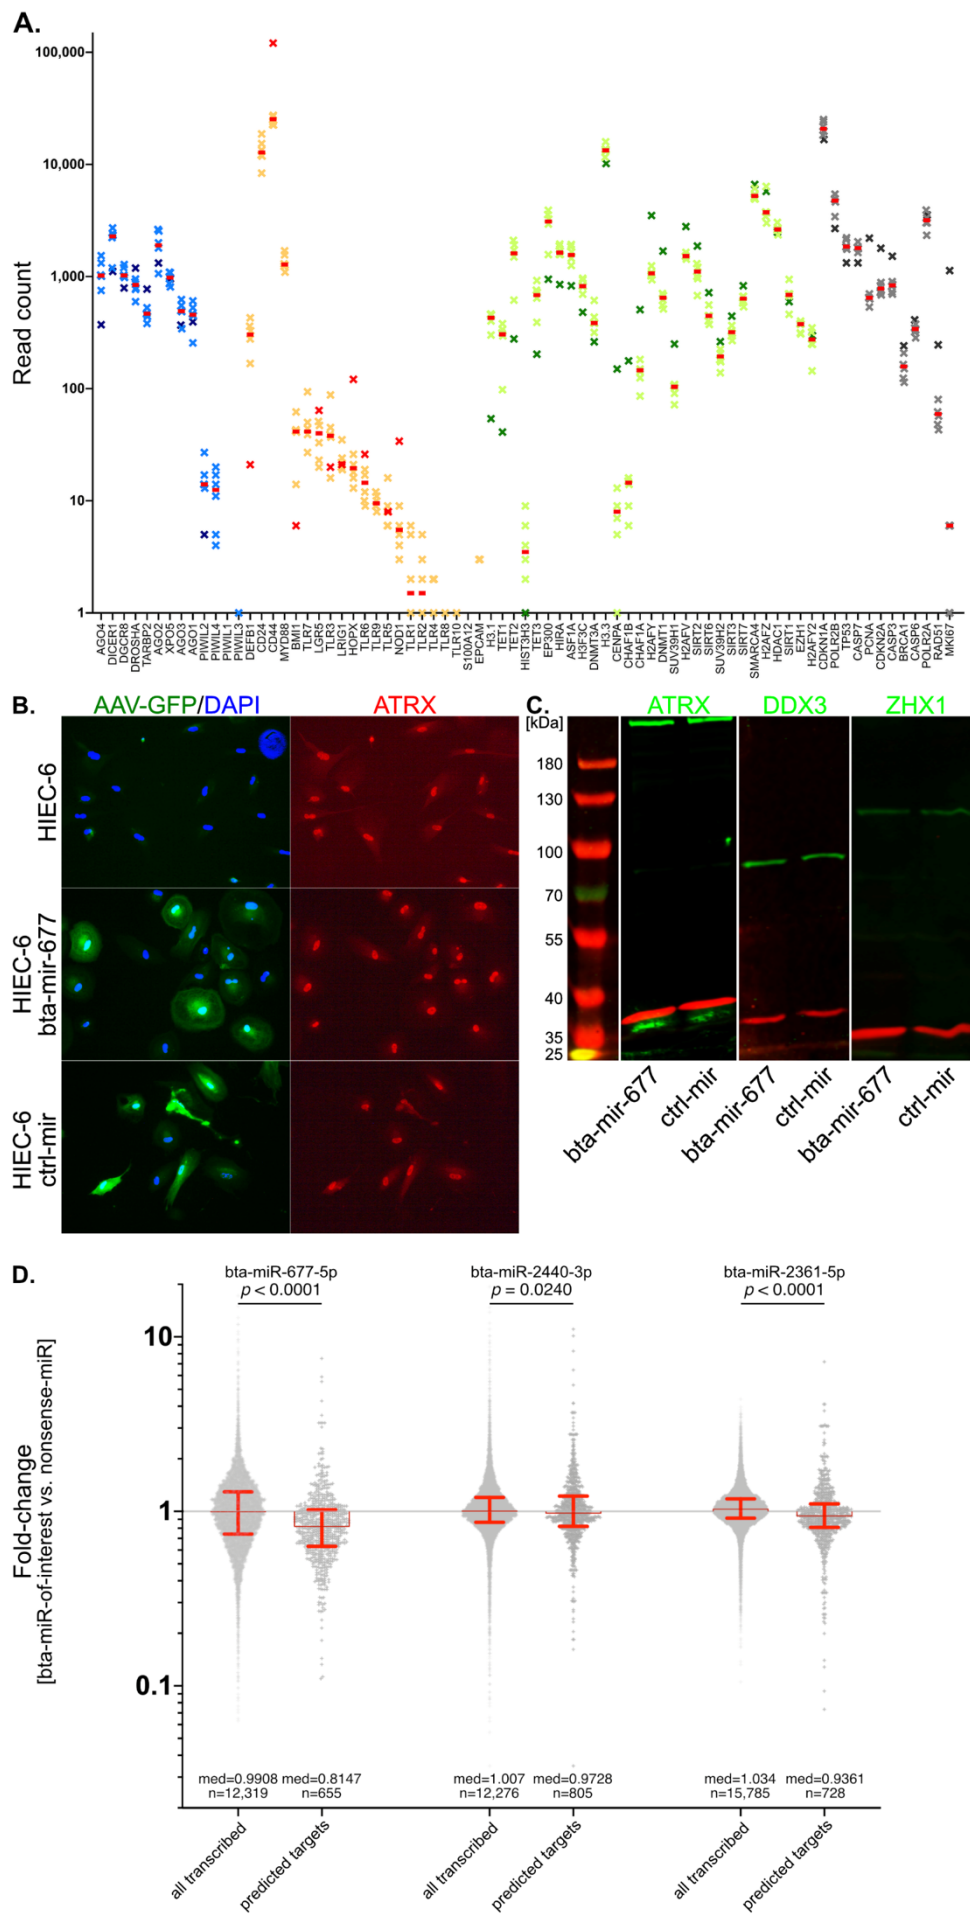 A.
100,000
10,000
1,000
100
10
1
Read count
AGO4
DICER1
DGCR8
DROSHA
TARBP2
AGO2
XPO5
AGO3
AGO1
PIWIL2
PIWIL4
PIWIL1
PIWIL3
DEFB1
CD24
CD44
MYD88
BMI1
TLR7
LGR5
TLR3
LRIG1
HOPX
TLR6
TLR9
TLR5
NOD1
TLR1
TLR2
TLR4
TLR8
TLR10
S100A12
EPCAM
H3.1
TET1
HIST3H3
TET2
TET3
EP300
HIRA
ASF1A
H3F3C
DNMT3A
H3.3
CENPA
CHAF1B
CHAF1A
H2AFY
DNMT1
SUV39H1
H2AFV
SIRT2
SIRT6
SUV39H2
SIRT3
SIRT7
SMARCA4
H2AFZ
HDAC1
SIRT1
EZH1
H2AFY2
CDKN1A
POLR2B
TP53
CASP7
PCNA
CDKN2A
CASP3
BRCA1
CASP6
POLR2A
RAD51
MKI67
B.
AAV-GFP/DAPI
ATRX
HIEC-6
HIEC-6
bta-mir-677
HIEC-6
ctrl-mir
C.
ATRX
DDX3
ZHX1
[kDa]
180
130
100
70
55
40
35
25
bta-mir-677
ctrl-mir
bta-mir-677
ctrl-mir
bta-mir-677
ctrl-mir
D.
bta-miR-677-5p
p < 0.0001
bta-miR-2440-3p
p = 0.0240
bta-miR-2361-5p
p < 0.0001
Fold-change
[bta-miR-of-interest vs. nonsense-miR]
10
1
0.1
med=0.9908
n=12,319
med=0.8147
n=655
med=1.007
n=12,276
med=0.9728
n=805
med=1.034
n=15,785
med=0.9361
n=728
all transcribed
predicted targets
all transcribed
predicted targets
all transcribed
predicted targets